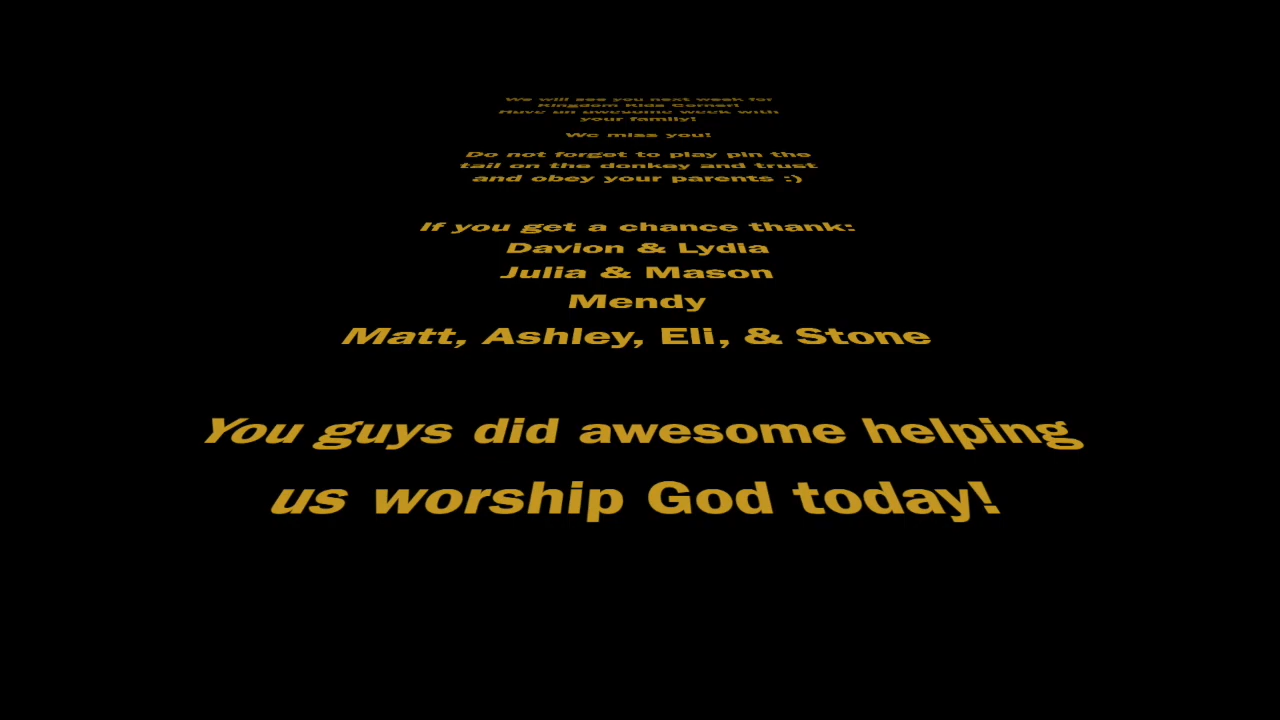 We will see you next week for
Kingdom Kids Corner!
Have an awesome week with
your family!
We miss you!
Do not forget to play pin the
tail on the donkey and trust
and obey your parents :)
If you get a chance thank:
Davion & Lydia
Julia & Mason
Mendy
Matt, Ashley, Eli, & Stone
You guys did awesome helping
us worship God today!